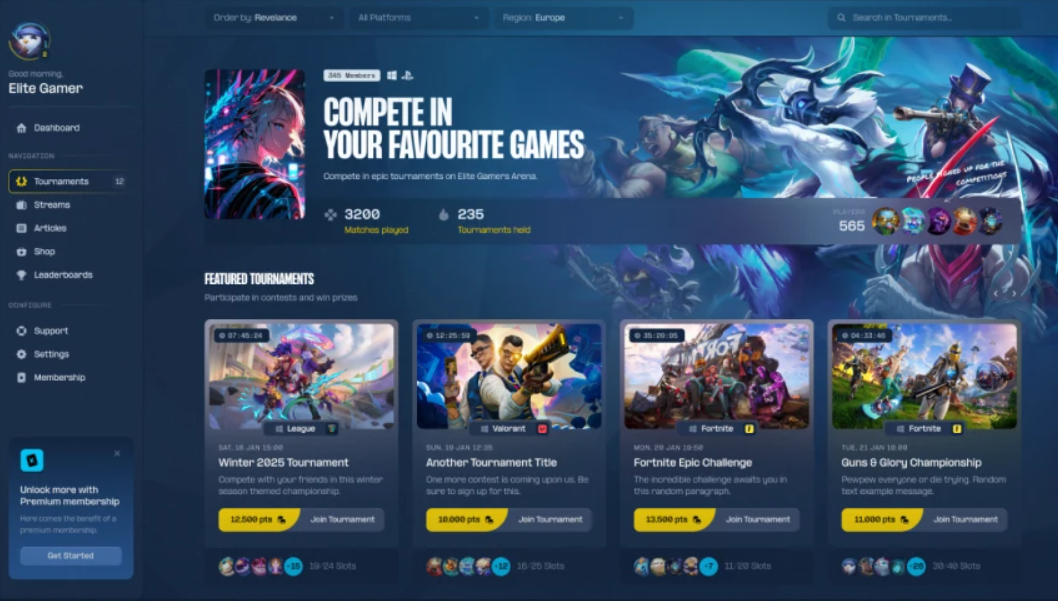 Good morning,
Elite Gamer
Dashboard
NAVIGATION
Tournaments 12
Streams
Articles
Shop
Leaderboards
CONFIGURE
Support
Settings
Membership
Unlock more with
Premium membership
Here comes the benefit of a
premium membership.
Get Started
Order by: Revelance
All Platforms
Region: Europe
Search in Tournaments...
345 Members
COMPETE IN
YOUR FAVOURITE GAMES
Compete in epic tournaments on Elite Gamers Arena.
3200
Matches played
235
Tournaments held
PEOPLE SIGNED UP FOR THE
COMPETITIONS
PLAYERS
565
FEATURED TOURNAMENTS
Participate in contests and win prizes
07:45:24
League
SAT, 18 JAN 15:00
Winter 2025 Tournament
Compete with your friends in this winter
season themed championship.
12,500 pts Join Tournament
+15 19/24 Slots
12:25:59
Valorant
SUN, 19 JAN 12:35
Another Tournament Title
One more contest is coming upon us. Be
sure to sign up for this.
10,000 pts Join Tournament
+12 16/25 Slots
35:20:05
Fortnite
MON, 20 JAN 19:50
Fortnite Epic Challenge
The incredible challenge awaits you in
this random paragraph.
13,500 pts Join Tournament
+7 11/20 Slots
04:33:46
Fortnite
TUE, 21 JAN 18:00
Guns & Glory Championship
Pewpew everyone or die trying. Random
text example message.
11,000 pts Join Tournament
+26 30/40 Slots